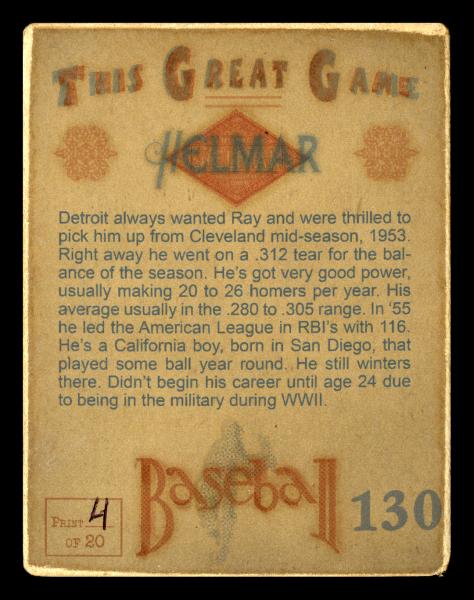 THIS GREAT GAME
HELMAR
Detroit always wanted Ray and were thrilled to
pick him up from Cleveland mid-season, 1953.
Right away he went on a .312 tear for the bal-
ance of the season. He's got very good power,
usually making 20 to 26 homers per year. His
average usually in the .280 to .305 range. In '55
he led the American League in RBI's with 116.
He's a California boy, born in San Diego, that
played some ball year round. He still winters
there. Didn't begin his career until age 24 due
to being in the military during WWII.
Baseball
130
PRINT 4
OF 20